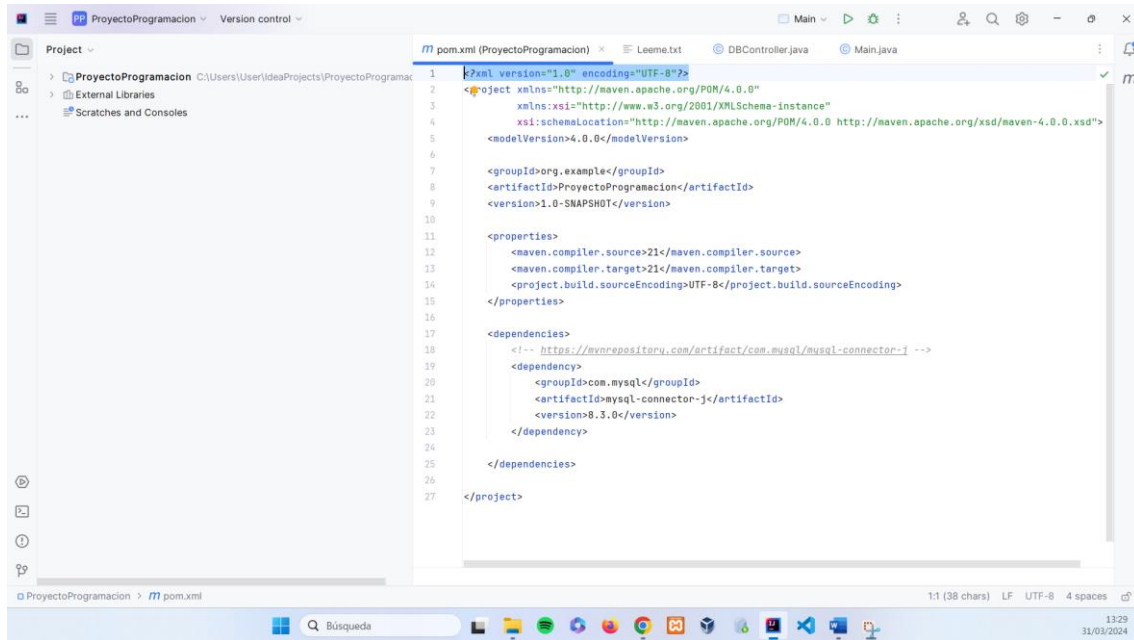 PP ProyectoProgramacion Version control Main
Project
pom.xml (ProyectoProgramacion) Leeme.txt DBController.java Main.java
ProyectoProgramacion C:\Users\User\IdeaProjects\ProyectoProgramac
External Libraries
Scratches and Consoles
1 <?xml version="1.0" encoding="UTF-8"?>
2 <project xmlns="http://maven.apache.org/POM/4.0.0"
3 xmlns:xsi="http://www.w3.org/2001/XMLSchema-instance"
4 xsi:schemaLocation="http://maven.apache.org/POM/4.0.0 http://maven.apache.org/xsd/maven-4.0.0.xsd">
5 <modelVersion>4.0.0</modelVersion>
6
7 <groupId>org.example</groupId>
8 <artifactId>ProyectoProgramacion</artifactId>
9 <version>1.0-SNAPSHOT</version>
10
11 <properties>
12 <maven.compiler.source>21</maven.compiler.source>
13 <maven.compiler.target>21</maven.compiler.target>
14 <project.build.sourceEncoding>UTF-8</project.build.sourceEncoding>
15 </properties>
16
17 <dependencies>
18 <!-- https://mvnrepository.com/artifact/com.mysql/mysql-connector-j -->
19 <dependency>
20 <groupId>com.mysql</groupId>
21 <artifactId>mysql-connector-j</artifactId>
22 <version>8.3.0</version>
23 </dependency>
24
25 </dependencies>
26
27 </project>
ProyectoProgramacion > pom.xml 1:1 (38 chars) LF UTF-8 4 spaces
Búsqueda
13:29
31/03/2024